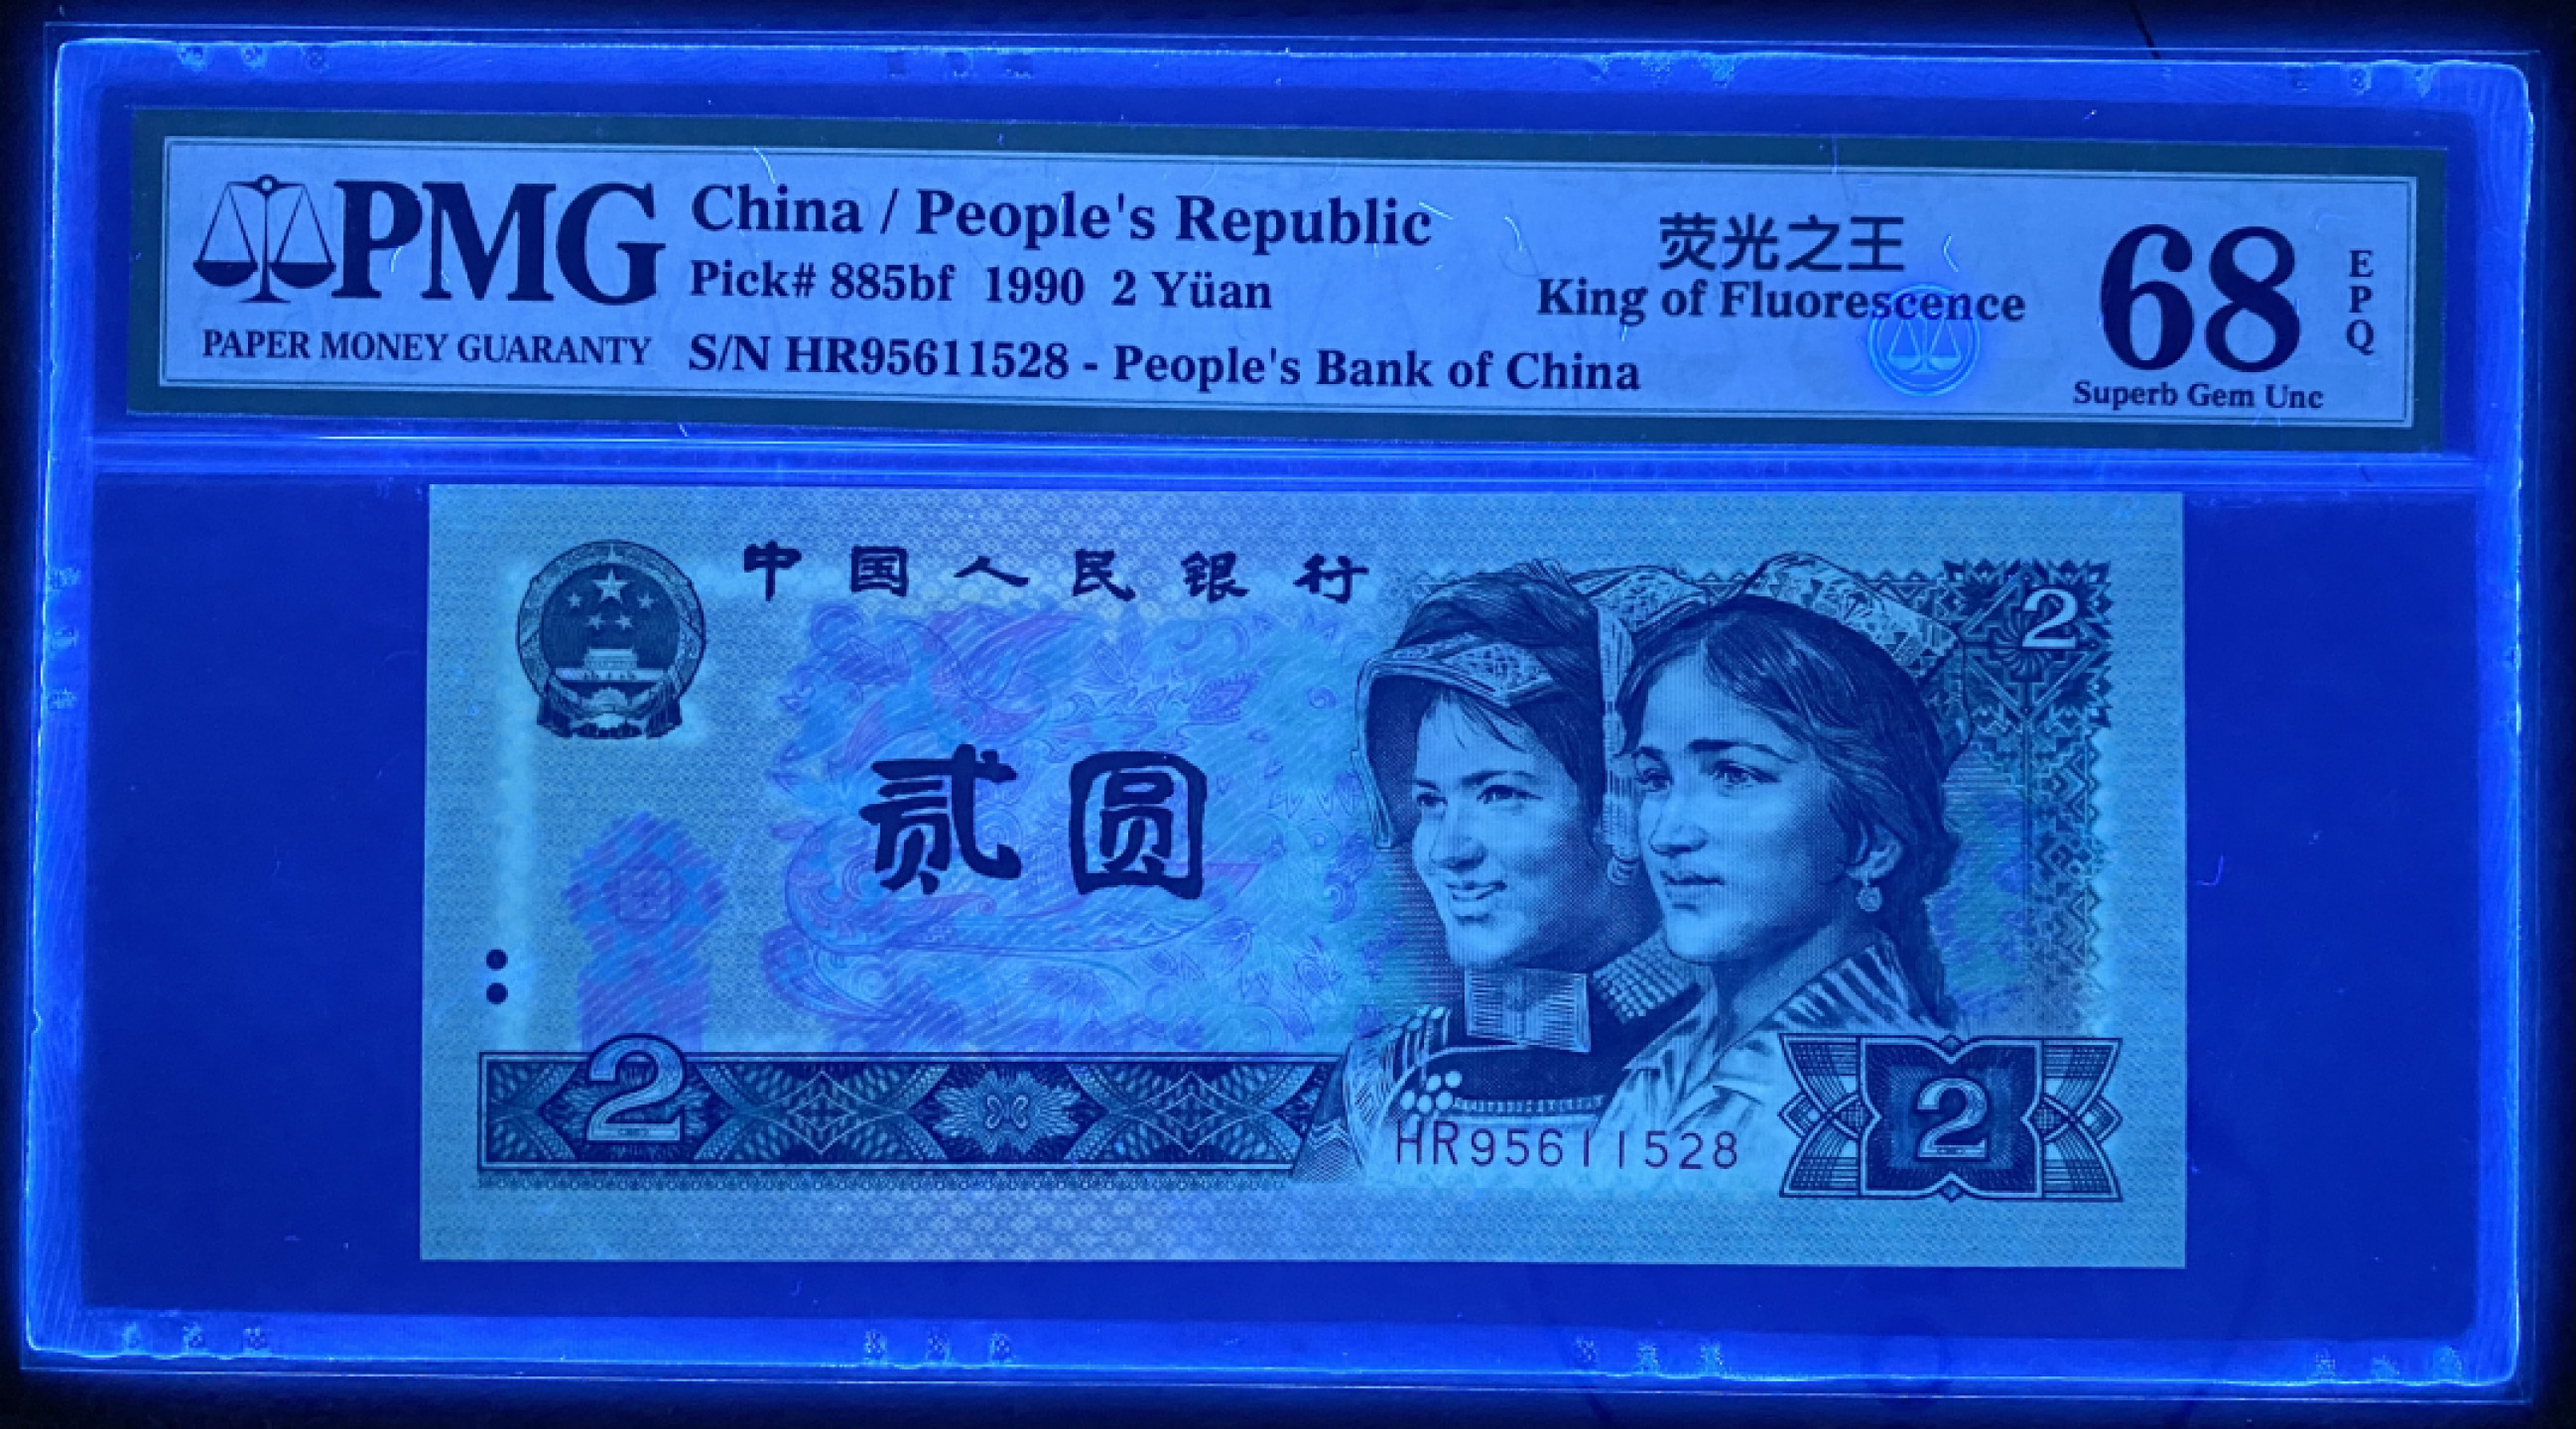 PMG
PAPER MONEY GUARANTY
China / People's Republic
Pick# 885bf 1990 2 Yüan
S/N HR95611528 - People's Bank of China
荧光之王
King of Fluorescence
68
EPQ
Superb Gem Unc
中国人民银行
2
贰圆
2
HR95611528
2